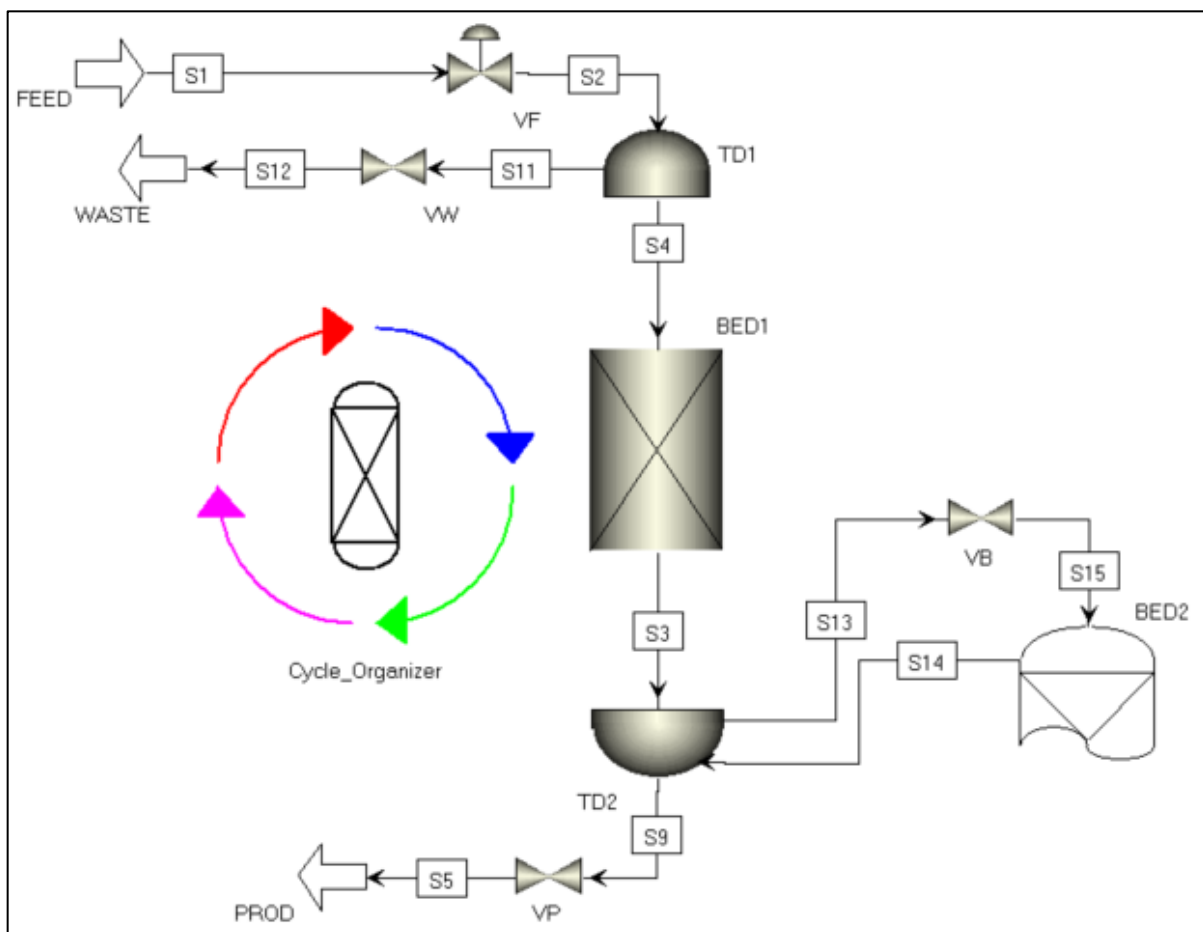 S1
S2
FEED
VF
TD1
S12
S11
WASTE
VW
S4
BED1
VB
S15
S13
BED2
S3
S14
Cycle_Organizer
TD2
S9
S5
PROD
VP